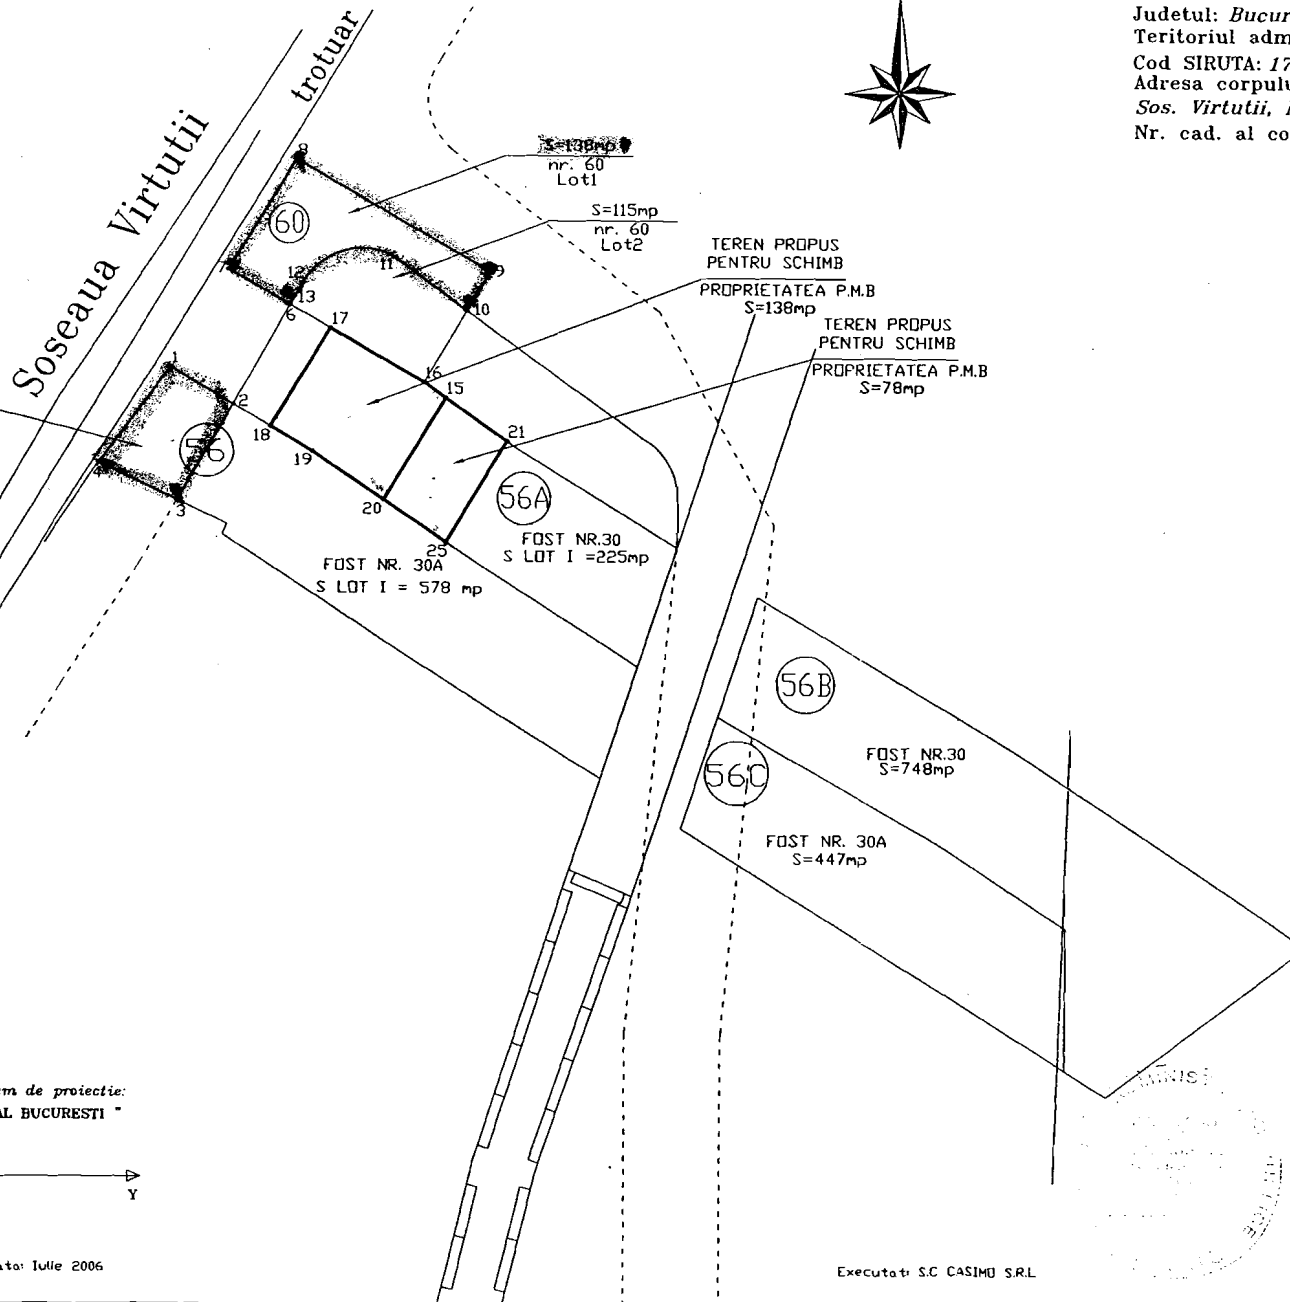 Judetul: Bucur
Teritoriul adm
Cod SIRUTA: 17
Adresa corpulu
Sos. Virtutii,
Nr. cad. al co
trotuar
Soseaua Virtutii
S=138mp
nr. 60
Lot1
S=115mp
nr. 60
Lot2
TEREN PROPUS
PENTRU SCHIMB
PROPRIETATEA P.M.B
S=138mp
TEREN PROPUS
PENTRU SCHIMB
PROPRIETATEA P.M.B
S=78mp
8
60
7
12
11
9
13
6
10
17
1
2
16
15
18
19
21
56
4
3
20
56A
25
FOST NR.30
S LOT I =225mp
FOST NR. 30A
S LOT I = 578 mp
56B
FOST NR.30
S=748mp
56C
FOST NR. 30A
S=447mp
m de proiectie:
AL BUCURESTI "
Y
ta: Iulie 2006
Executat: S.C CASIMO S.R.L